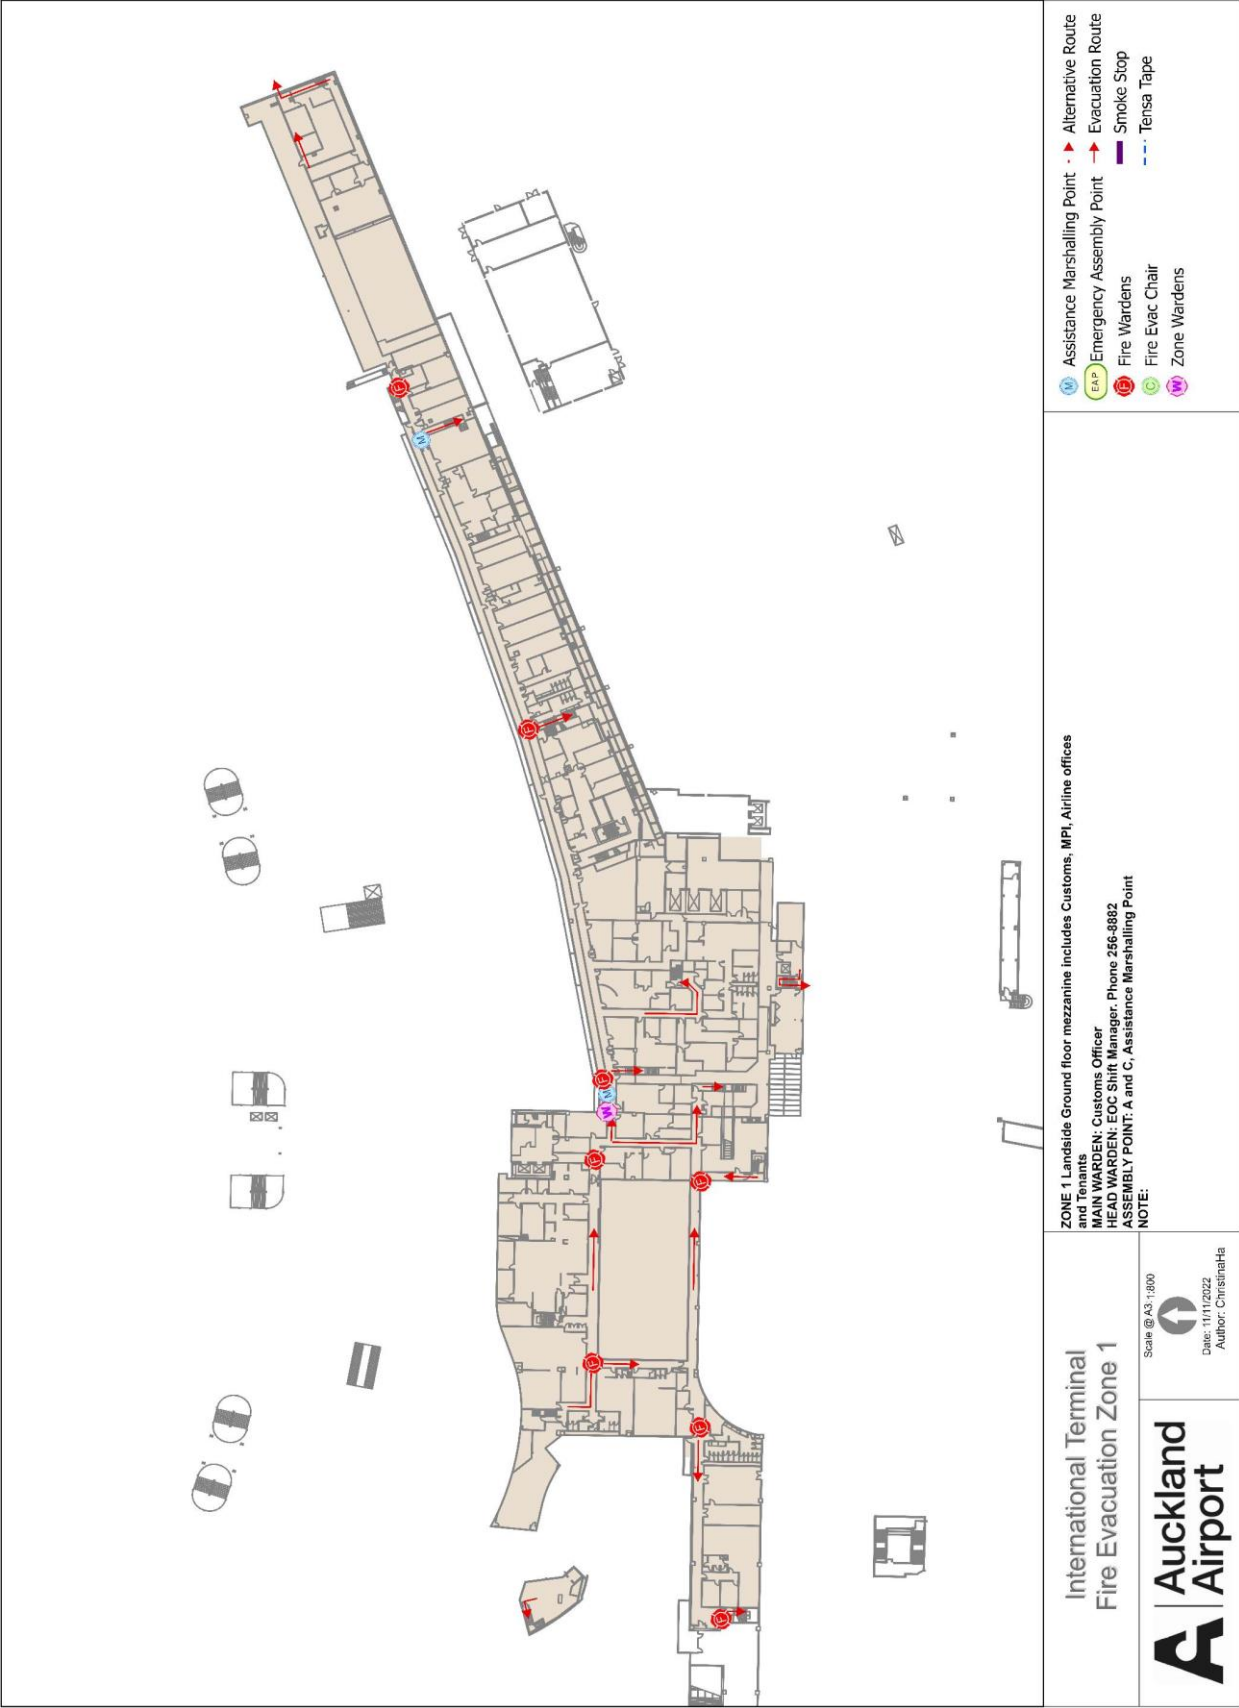 International Terminal
Fire Evacuation Zone 1
A | Auckland
Airport
Scale @ A3 1:800
Date: 11/11/2022
Author: ChristinaHa
ZONE 1 Landside Ground floor mezzanine includes Customs, MPI, Airline offices
and Tenants
MAIN WARDEN: Customs Officer
HEAD WARDEN: EOC Shift Manager. Phone 256-8882
ASSEMBLY POINT: A and C, Assistance Marshalling Point
NOTE:
M Assistance Marshalling Point
EAP Emergency Assembly Point
F Fire Wardens
C Fire Evac Chair
W Zone Wardens
Alternative Route
Evacuation Route
Smoke Stop
Tensa Tape
F
M
F
F
M
W
F
F
F
F
F